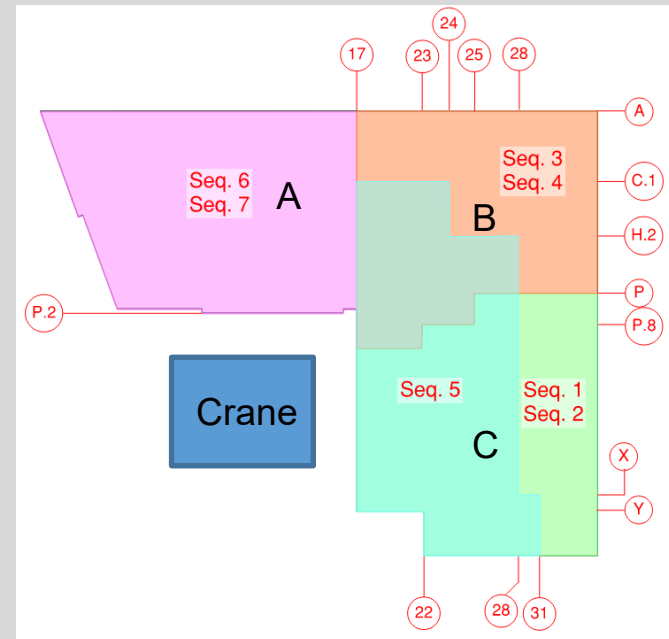 24
17
23
25
28
A
Seq. 3
Seq. 4
C.1
Seq. 6
Seq. 7
A
B
H.2
P
P.2
P.8
Seq. 5
Seq. 1
Seq. 2
Crane
C
X
Y
22
28
31